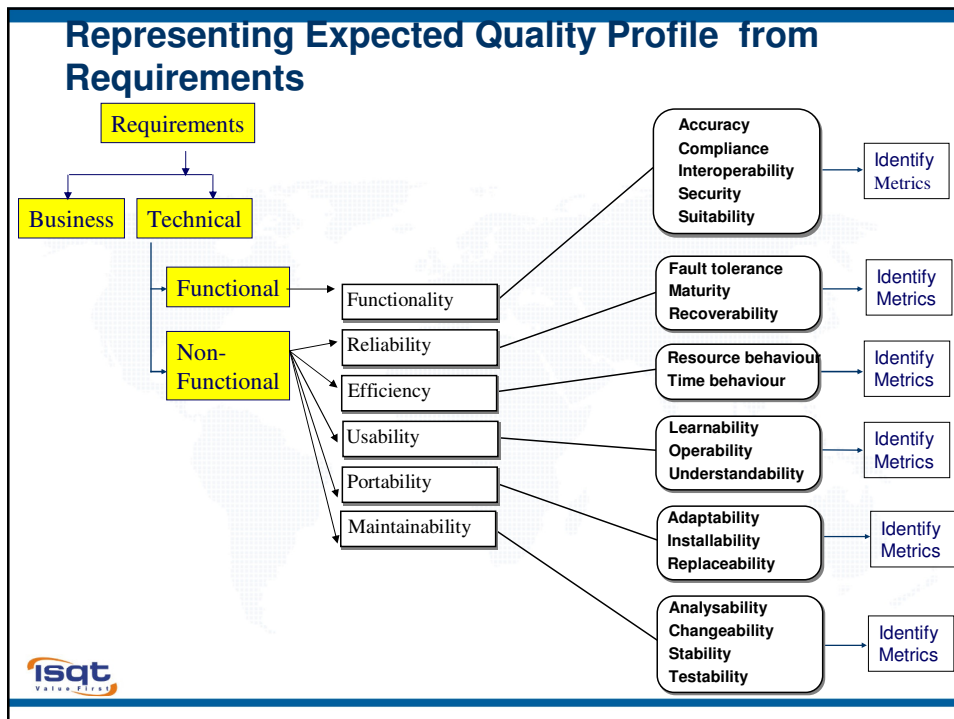 Representing Expected Quality Profile from
Requirements
Requirements
Business
Technical
Functional
Non-
Functional
Functionality
Reliability
Efficiency
Usability
Portability
Maintainability
Accuracy
Compliance
Interoperability
Security
Suitability
Identify
Metrics
Fault tolerance
Maturity
Recoverability
Identify
Metrics
Resource behaviour
Time behaviour
Identify
Metrics
Learnability
Operability
Understandability
Identify
Metrics
Adaptability
Installability
Replaceability
Identify
Metrics
Analysability
Changeability
Stability
Testability
Identify
Metrics
isqt
Value First